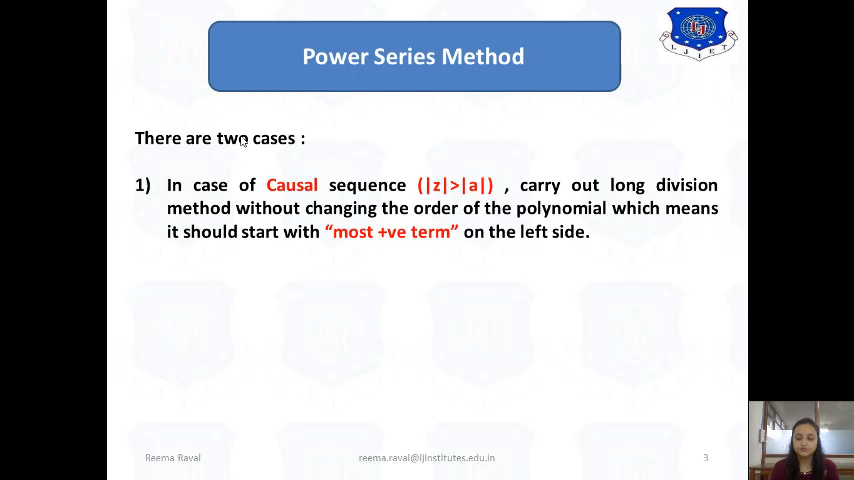 Power Series Method
LJIET
There are two cases :
1) In case of Causal sequence (|z|>|a|) , carry out long division
method without changing the order of the polynomial which means
it should start with “most +ve term” on the left side.
Reema Raval
reema.raval@ljinstitutes.edu.in
3